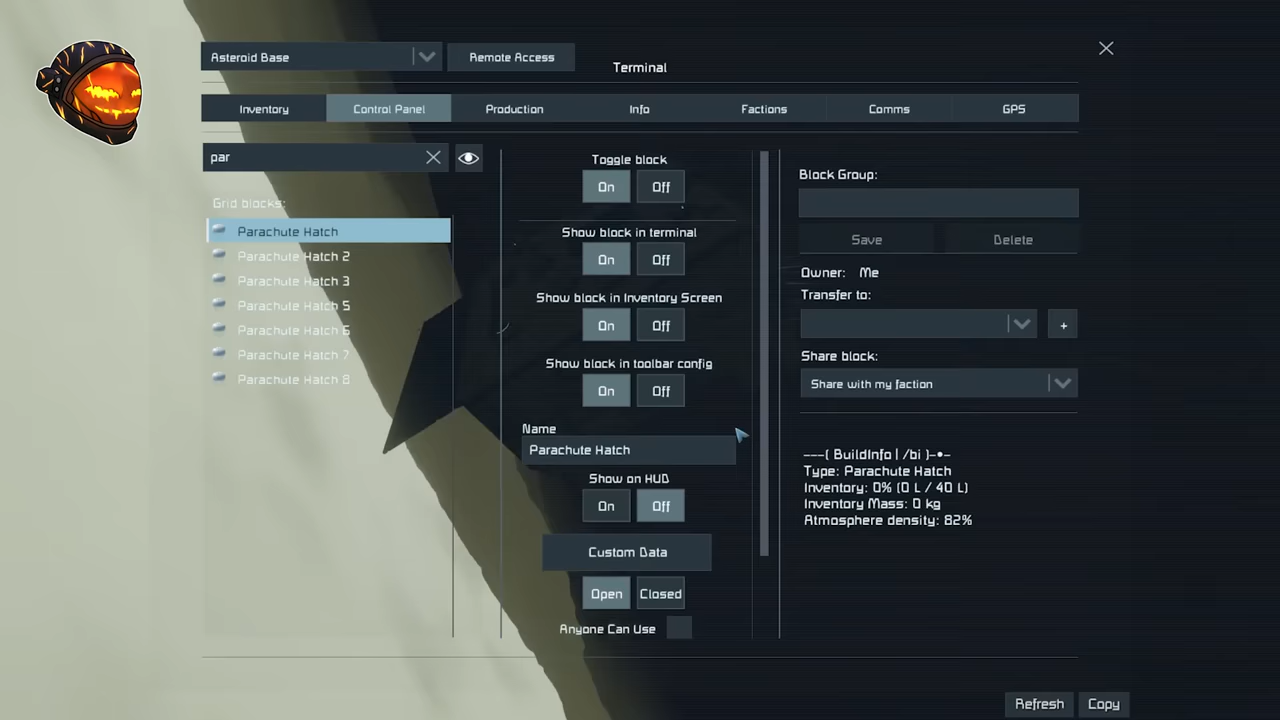 Asteroid Base
Remote Access
Terminal
Inventory
Control Panel
Production
Info
Factions
Comms
GPS
par
Grid blocks:
Parachute Hatch
Parachute Hatch 2
Parachute Hatch 3
Parachute Hatch 5
Parachute Hatch 6
Parachute Hatch 7
Parachute Hatch 8
Toggle block
On Off
Show block in terminal
On Off
Show block in Inventory Screen
On Off
Show block in toolbar config
On Off
Name
Parachute Hatch
Show on HUD
On Off
Custom Data
Open Closed
Anyone Can Use
Block Group:
Save Delete
Owner: Me
Transfer to:
+
Share block:
Share with my faction
---( BuildInfo | /bi )-•-
Type: Parachute Hatch
Inventory: 0% (0 L / 40 L)
Inventory Mass: 0 kg
Atmosphere density: 82%
Refresh Copy